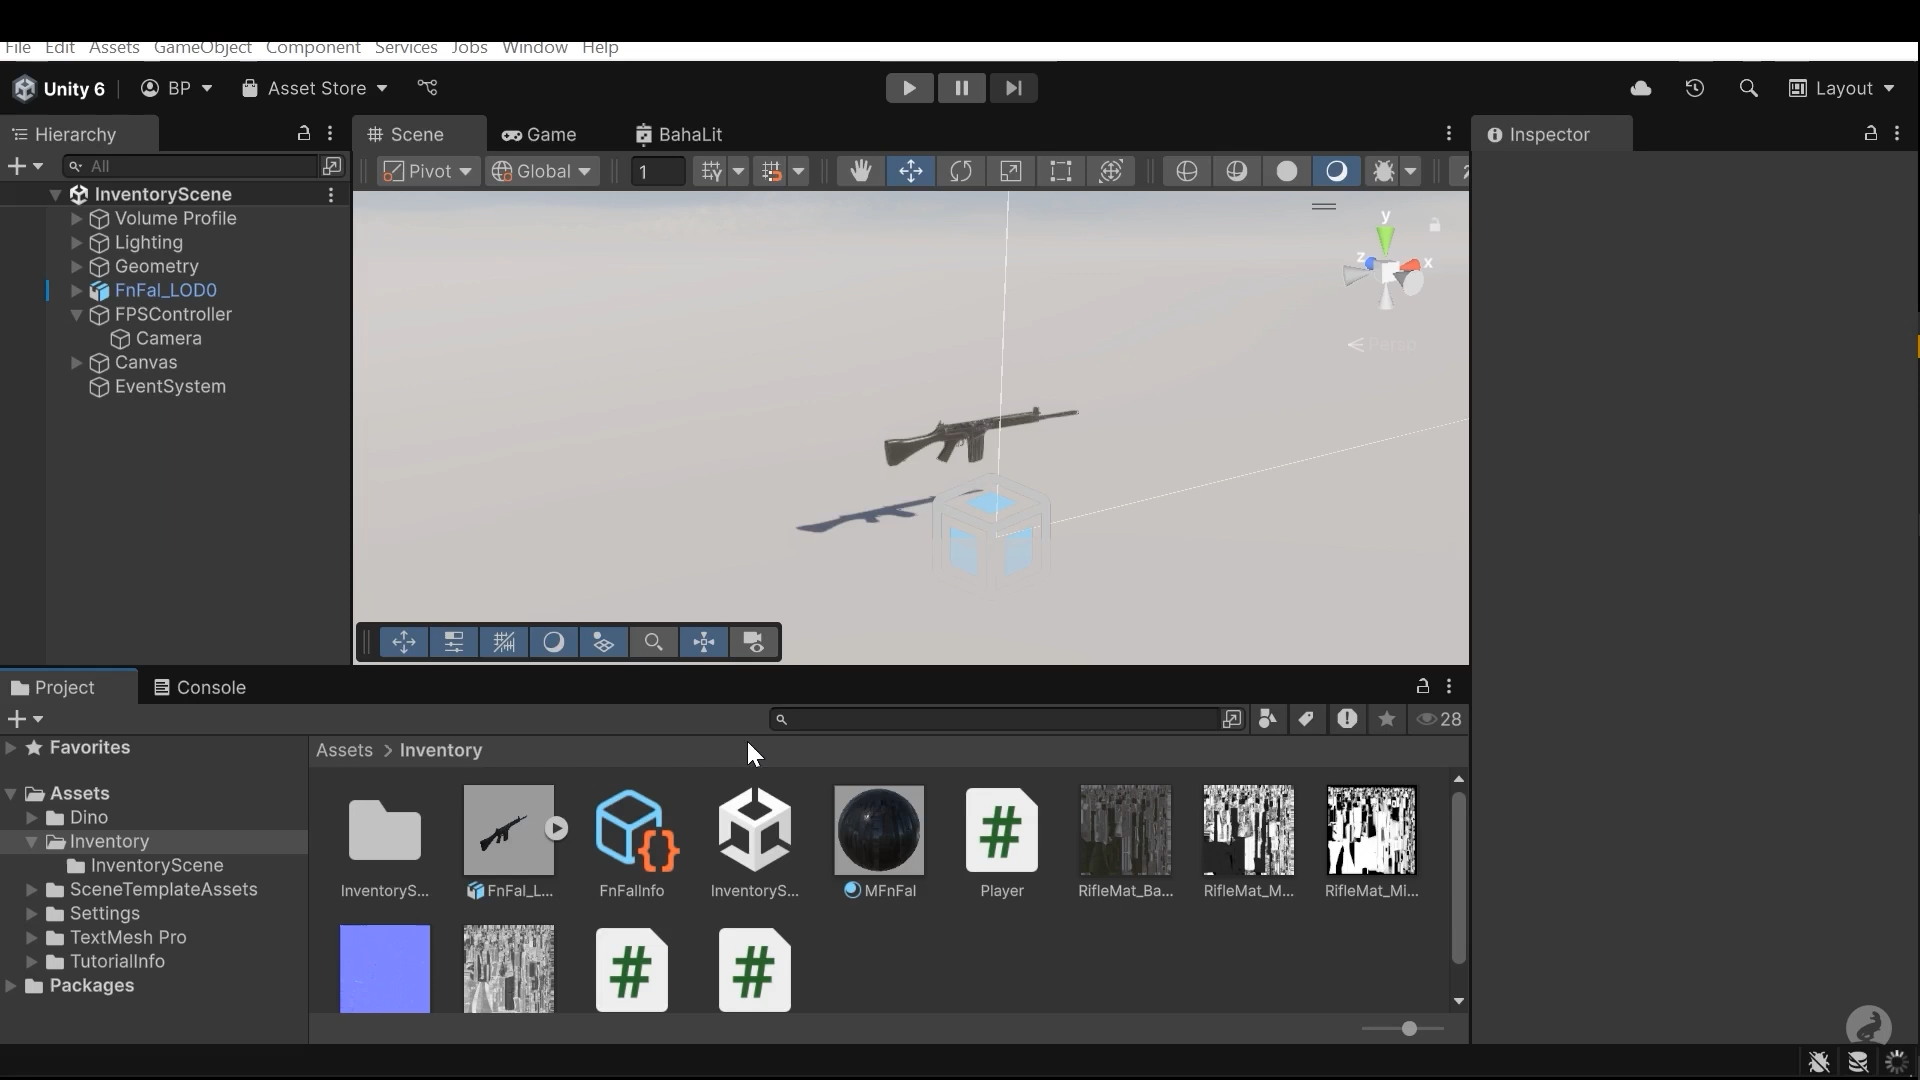 File Edit Assets GameObject Component Services Jobs Window Help
Unity 6 BP Asset Store Layout
Hierarchy
All
InventoryScene
Volume Profile
Lighting
Geometry
FnFal_LOD0
FPSController
Camera
Canvas
EventSystem
Scene Game BahaLit
Pivot Global 1
y
z x
Persp
Inspector
Project Console
28
Favorites
Assets
Dino
Inventory
InventoryScene
SceneTemplateAssets
Settings
TextMesh Pro
TutorialInfo
Packages
Assets > Inventory
InventoryS... FnFal_L... FnFalInfo InventoryS... MFnFal Player RifleMat_Ba... RifleMat_M... RifleMat_Mi...